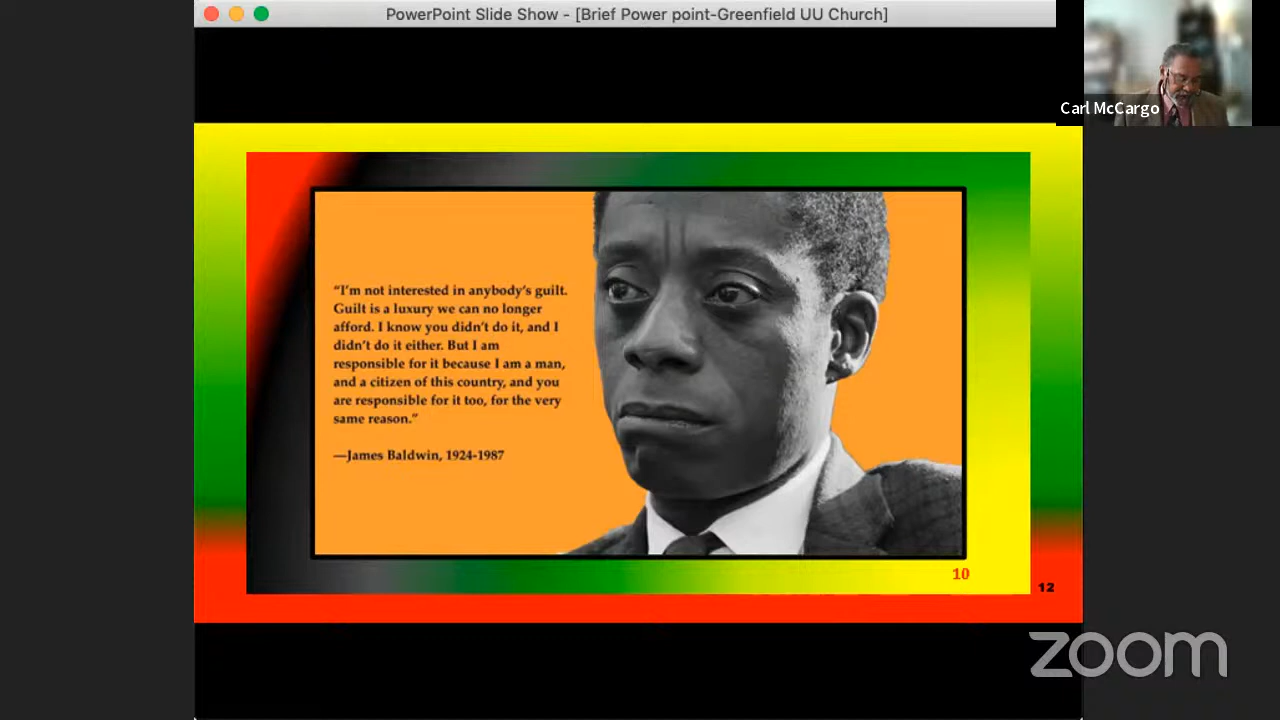 PowerPoint Slide Show - [Brief Power point-Greenfield UU Church]
Carl McCargo
“I’m not interested in anybody’s guilt.
Guilt is a luxury we can no longer
afford. I know you didn’t do it, and I
didn’t do it either. But I am
responsible for it because I am a man,
and a citizen of this country, and you
are responsible for it too, for the very
same reason.”
—James Baldwin, 1924-1987
10
12
zoom